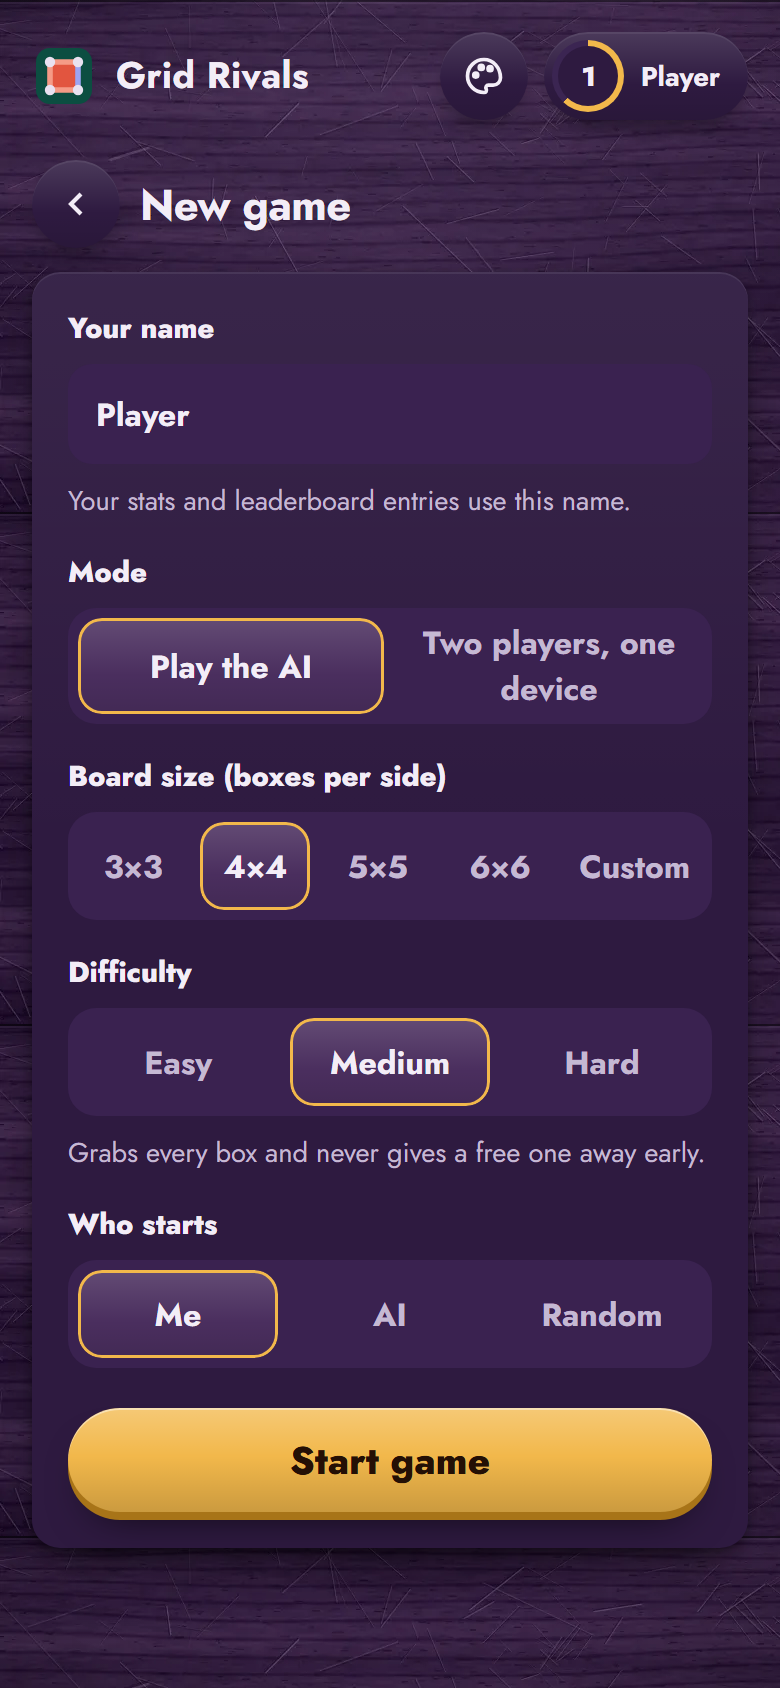 Grid Rivals
1
Player
New game
Your name
Player
Your stats and leaderboard entries use this name.
Mode
Play the AI
Two players, one
device
Board size (boxes per side)
3×3
4×4
5×5
6×6
Custom
Difficulty
Easy
Medium
Hard
Grabs every box and never gives a free one away early.
Who starts
Me
AI
Random
Start game